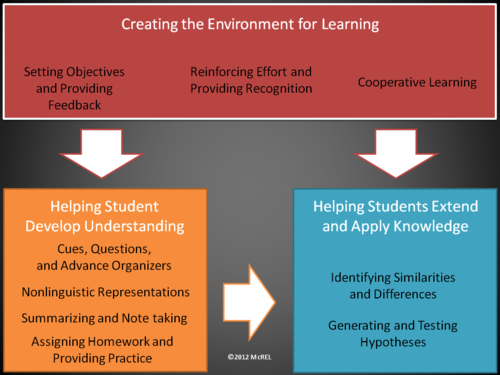 Creating the Environment for Learning
Setting Objectives
and Providing
Feedback
Reinforcing Effort and
Providing Recognition
Cooperative Learning
Helping Student
Develop Understanding
Cues, Questions,
and Advance Organizers
Nonlinguistic Representations
Summarizing and Note taking
Assigning Homework and
Providing Practice
Helping Students Extend
and Apply Knowledge
Identifying Similarities
and Differences
Generating and Testing
Hypotheses
©2012 McREL